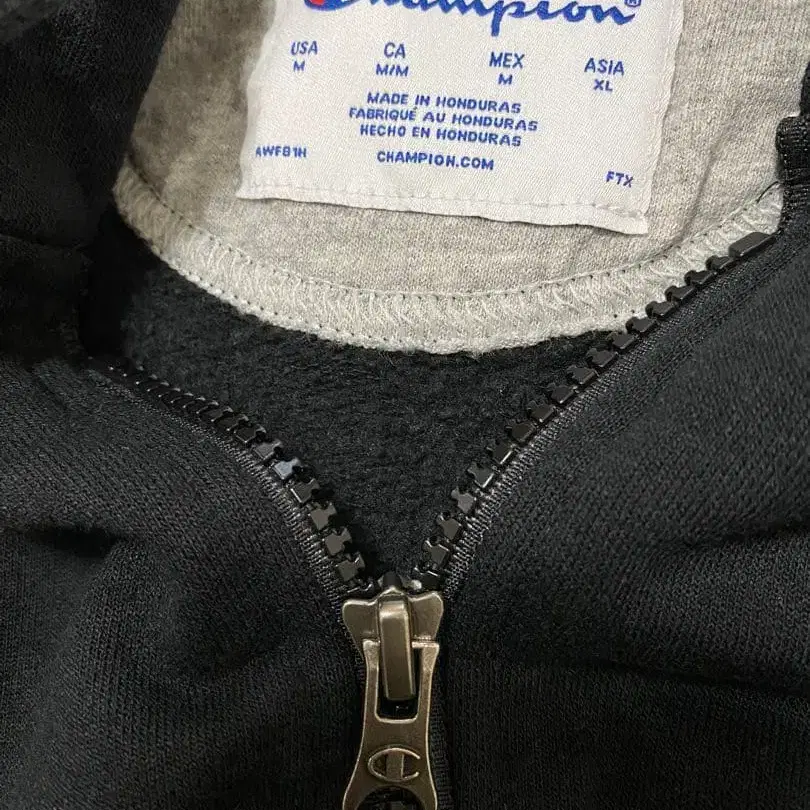 Champion®
USA CA MEX ASIA
M M/M M XL
MADE IN HONDURAS
FABRIQUÉ AU HONDURAS
HECHO EN HONDURAS
AWF81H CHAMPION.COM FTX
C